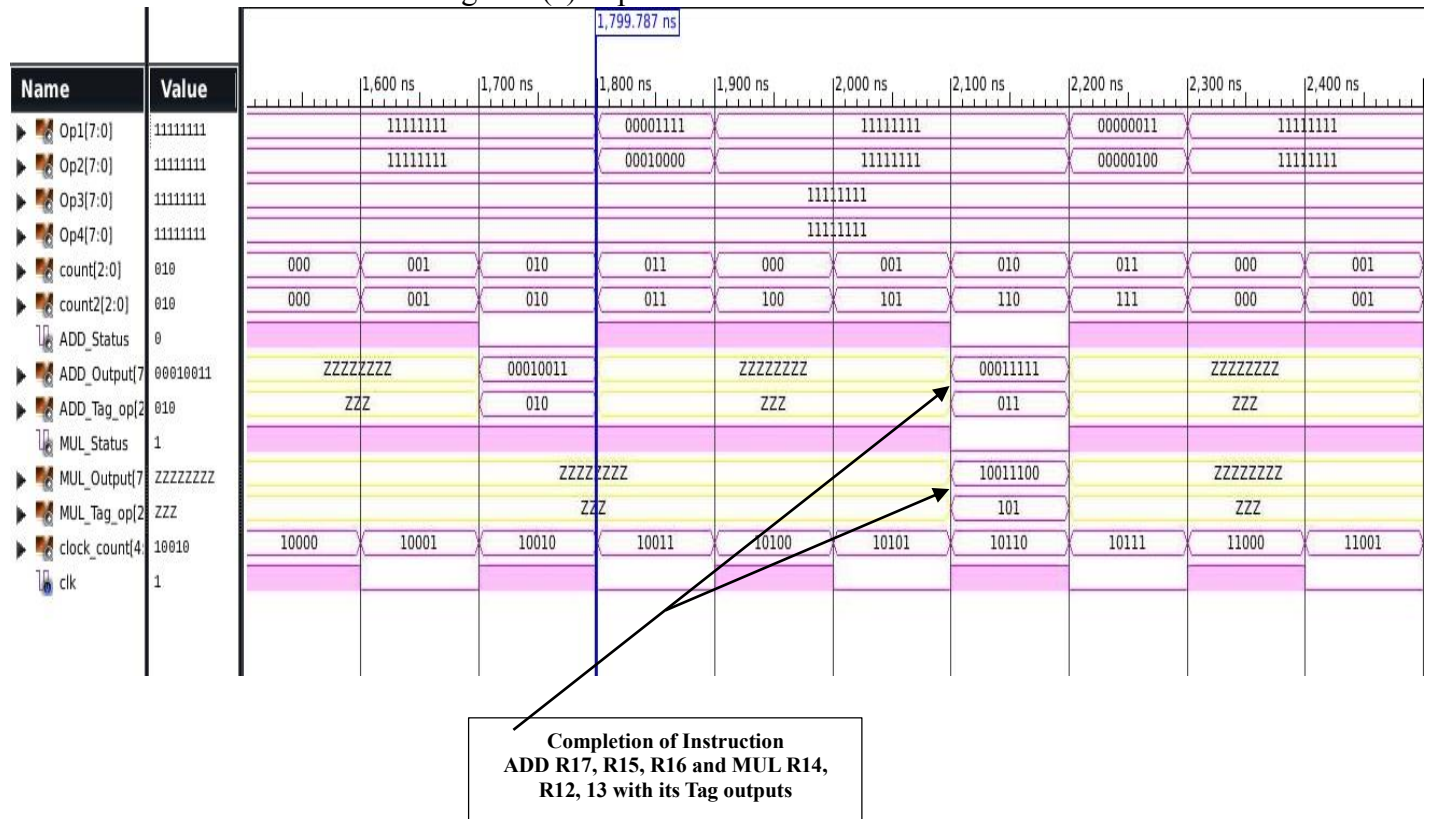 1,799.787 ns
Name Value 1,600 ns 1,700 ns 1,800 ns 1,900 ns 2,000 ns 2,100 ns 2,200 ns 2,300 ns 2,400 ns
Op1[7:0] 11111111 11111111 00001111 11111111 00000011 11111111
Op2[7:0] 11111111 11111111 00010000 11111111 00000100 11111111
Op3[7:0] 11111111 11111111
Op4[7:0] 11111111 11111111
count[2:0] 010 000 001 010 011 000 001 010 011 000 001
count2[2:0] 010 000 001 010 011 100 101 110 111 000 001
ADD_Status 0
ADD_Output[7 00010011 ZZZZZZZZ 00010011 ZZZZZZZZ 00011111 ZZZZZZZZ
ADD_Tag_op[2 010 ZZZ 010 ZZZ 011 ZZZ
MUL_Status 1
MUL_Output[7 ZZZZZZZZ ZZZZZZZZ 10011100 ZZZZZZZZ
MUL_Tag_op[2 ZZZ ZZZ 101 ZZZ
clock_count[4: 10010 10000 10001 10010 10011 10100 10101 10110 10111 11000 11001
clk 1
Completion of Instruction
ADD R17, R15, R16 and MUL R14,
R12, 13 with its Tag outputs